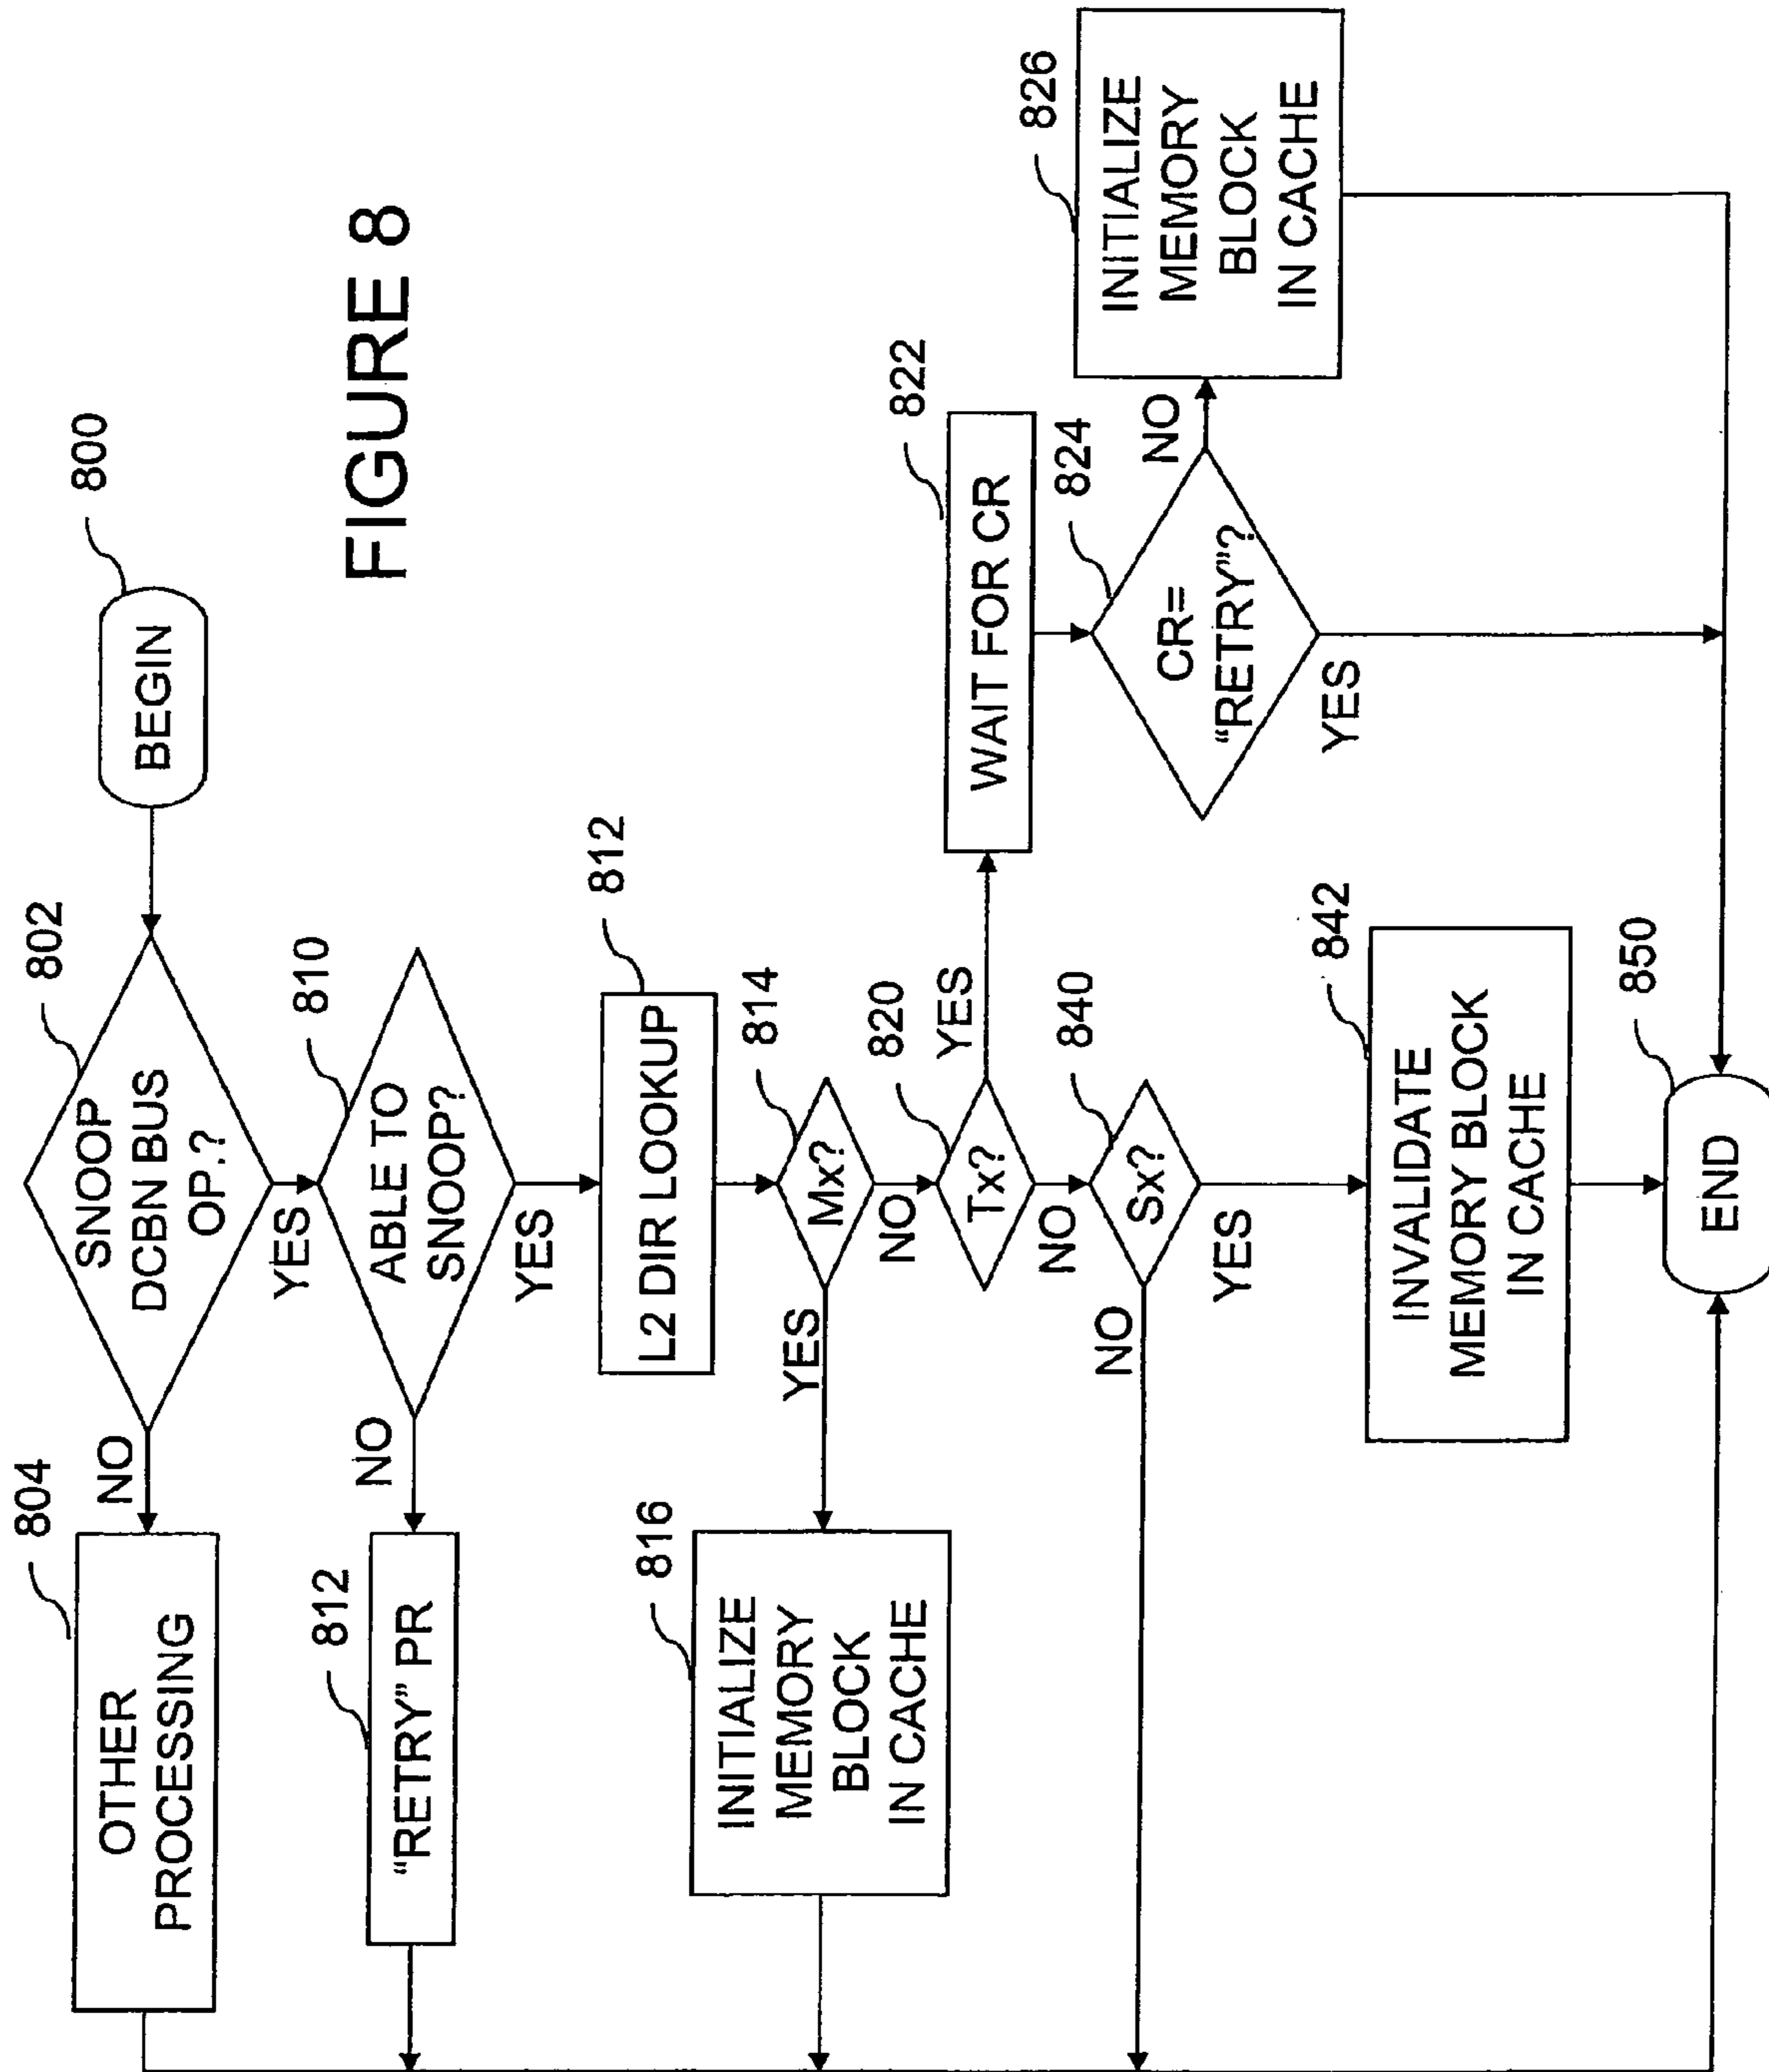 FIGURE 8
800
BEGIN
802
SNOOP
DCBN BUS
OP.?
NO
YES
804
OTHER
PROCESSING
810
ABLE TO
SNOOP?
NO
YES
812
“RETRY” PR
812
L2 DIR LOOKUP
814
Mx?
YES
NO
816
INITIALIZE
MEMORY
BLOCK
IN CACHE
820
Tx?
YES
NO
822
WAIT FOR CR
824
CR=
“RETRY”?
NO
YES
826
INITIALIZE
MEMORY
BLOCK
IN CACHE
840
Sx?
NO
YES
842
INVALIDATE
MEMORY BLOCK
IN CACHE
850
END